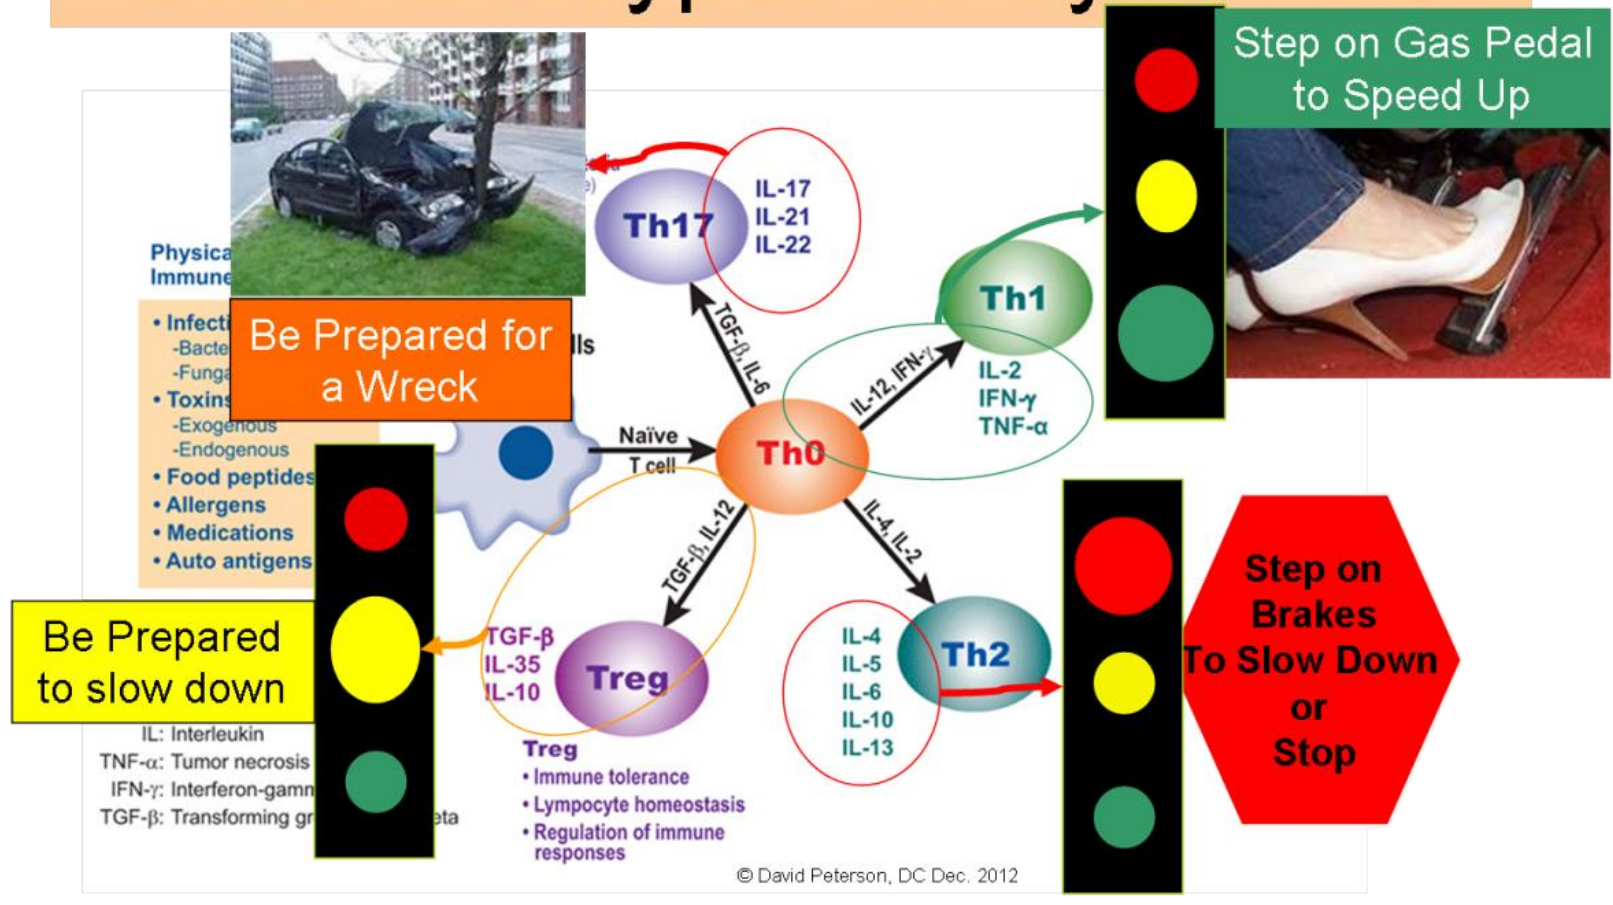 Step on Gas Pedal
to Speed Up
IL-17
IL-21
IL-22
Th17
Physica
Immune
Th1
Be Prepared for
a Wreck
lls
• Infecti
-Bacte
-Funga
• Toxins
-Exogenous
-Endogenous
• Food peptides
• Allergens
• Medications
• Auto antigens
TGF-β, IL-6
IL-12, IFN-γ
IL-2
IFN-γ
TNF-α
Naïve
T cell
Th0
TGF-β, IL-12
IL-4, IL-2
Be Prepared
to slow down
TGF-β
IL-35
IL-10
Treg
IL-4
IL-5
IL-6
IL-10
IL-13
Th2
Step on
Brakes
To Slow Down
or
Stop
IL: Interleukin
TNF-α: Tumor necrosis
IFN-γ: Interferon-gamm
TGF-β: Transforming gr eta
Treg
• Immune tolerance
• Lympocyte homeostasis
• Regulation of immune
responses
© David Peterson, DC Dec. 2012